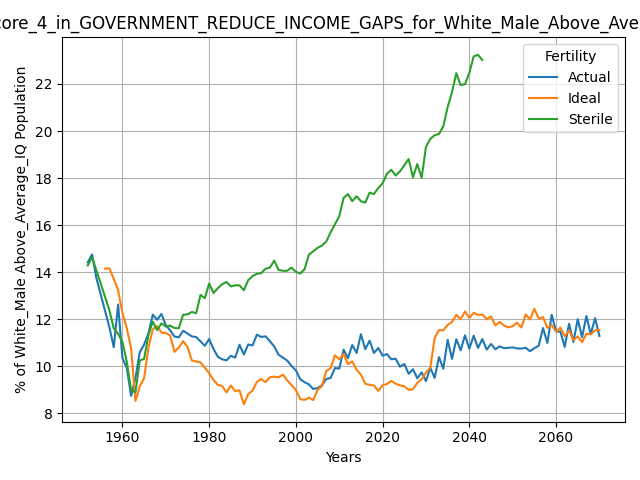 core_4_in_GOVERNMENT_REDUCE_INCOME_GAPS_for_White_Male_Above_Ave
% of White_Male Above_Average_IQ Population
22
20
18
16
14
12
10
8
1960
1980
2000
2020
2040
2060
Years
Fertility
Actual
Ideal
Sterile